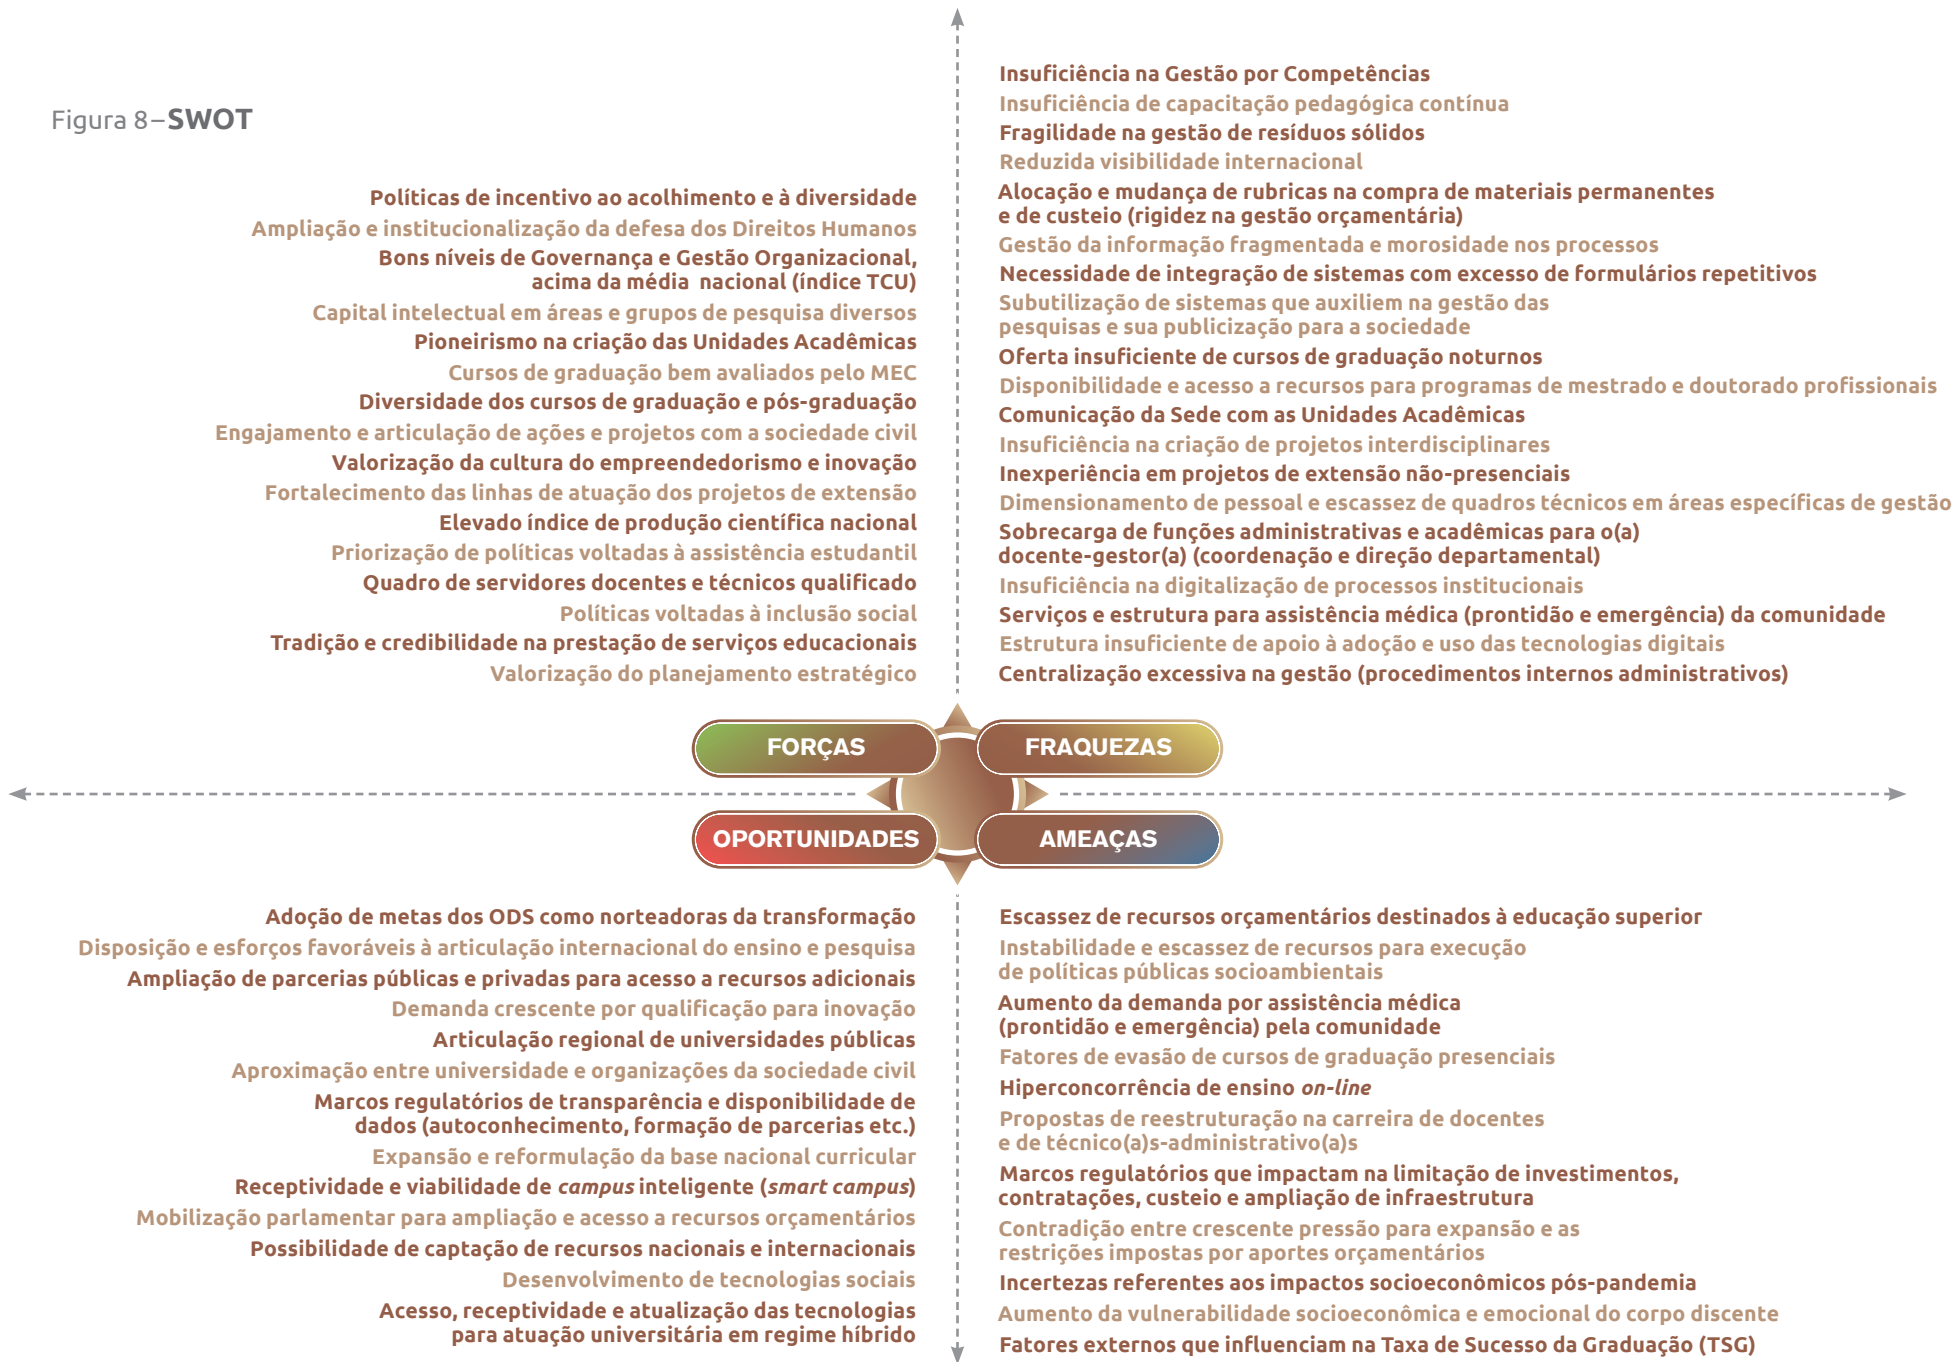 Figura 8–SWOT
Políticas de incentivo ao acolhimento e à diversidade
Ampliação e institucionalização da defesa dos Direitos Humanos
Bons níveis de Governança e Gestão Organizacional,
acima da média nacional (índice TCU)
Capital intelectual em áreas e grupos de pesquisa diversos
Pioneirismo na criação das Unidades Acadêmicas
Cursos de graduação bem avaliados pelo MEC
Diversidade dos cursos de graduação e pós-graduação
Engajamento e articulação de ações e projetos com a sociedade civil
Valorização da cultura do empreendedorismo e inovação
Fortalecimento das linhas de atuação dos projetos de extensão
Elevado índice de produção científica nacional
Priorização de políticas voltadas à assistência estudantil
Quadro de servidores docentes e técnicos qualificado
Políticas voltadas à inclusão social
Tradição e credibilidade na prestação de serviços educacionais
Valorização do planejamento estratégico
Insuficiência na Gestão por Competências
Insuficiência de capacitação pedagógica contínua
Fragilidade na gestão de resíduos sólidos
Reduzida visibilidade internacional
Alocação e mudança de rubricas na compra de materiais permanentes
e de custeio (rigidez na gestão orçamentária)
Gestão da informação fragmentada e morosidade nos processos
Necessidade de integração de sistemas com excesso de formulários repetitivos
Subutilização de sistemas que auxiliem na gestão das
pesquisas e sua publicização para a sociedade
Oferta insuficiente de cursos de graduação noturnos
Disponibilidade e acesso a recursos para programas de mestrado e doutorado profissionais
Comunicação da Sede com as Unidades Acadêmicas
Insuficiência na criação de projetos interdisciplinares
Inexperiência em projetos de extensão não-presenciais
Dimensionamento de pessoal e escassez de quadros técnicos em áreas específicas de gestão
Sobrecarga de funções administrativas e acadêmicas para o(a)
docente-gestor(a) (coordenação e direção departamental)
Insuficiência na digitalização de processos institucionais
Serviços e estrutura para assistência médica (prontidão e emergência) da comunidade
Estrutura insuficiente de apoio à adoção e uso das tecnologias digitais
Centralização excessiva na gestão (procedimentos internos administrativos)
FORÇAS
FRAQUEZAS
OPORTUNIDADES
AMEAÇAS
Adoção de metas dos ODS como norteadoras da transformação
Disposição e esforços favoráveis à articulação internacional do ensino e pesquisa
Ampliação de parcerias públicas e privadas para acesso a recursos adicionais
Demanda crescente por qualificação para inovação
Articulação regional de universidades públicas
Aproximação entre universidade e organizações da sociedade civil
Marcos regulatórios de transparência e disponibilidade de
dados (autoconhecimento, formação de parcerias etc.)
Expansão e reformulação da base nacional curricular
Receptividade e viabilidade de campus inteligente (smart campus)
Mobilização parlamentar para ampliação e acesso a recursos orçamentários
Possibilidade de captação de recursos nacionais e internacionais
Desenvolvimento de tecnologias sociais
Acesso, receptividade e atualização das tecnologias
para atuação universitária em regime híbrido
Escassez de recursos orçamentários destinados à educação superior
Instabilidade e escassez de recursos para execução
de políticas públicas socioambientais
Aumento da demanda por assistência médica
(prontidão e emergência) pela comunidade
Fatores de evasão de cursos de graduação presenciais
Hiperconcorrência de ensino on-line
Propostas de reestruturação na carreira de docentes
e de técnico(a)s-administrativo(a)s
Marcos regulatórios que impactam na limitação de investimentos,
contratações, custeio e ampliação de infraestrutura
Contradição entre crescente pressão para expansão e as
restrições impostas por aportes orçamentários
Incertezas referentes aos impactos socioeconômicos pós-pandemia
Aumento da vulnerabilidade socioeconômica e emocional do corpo discente
Fatores externos que influenciam na Taxa de Sucesso da Graduação (TSG)